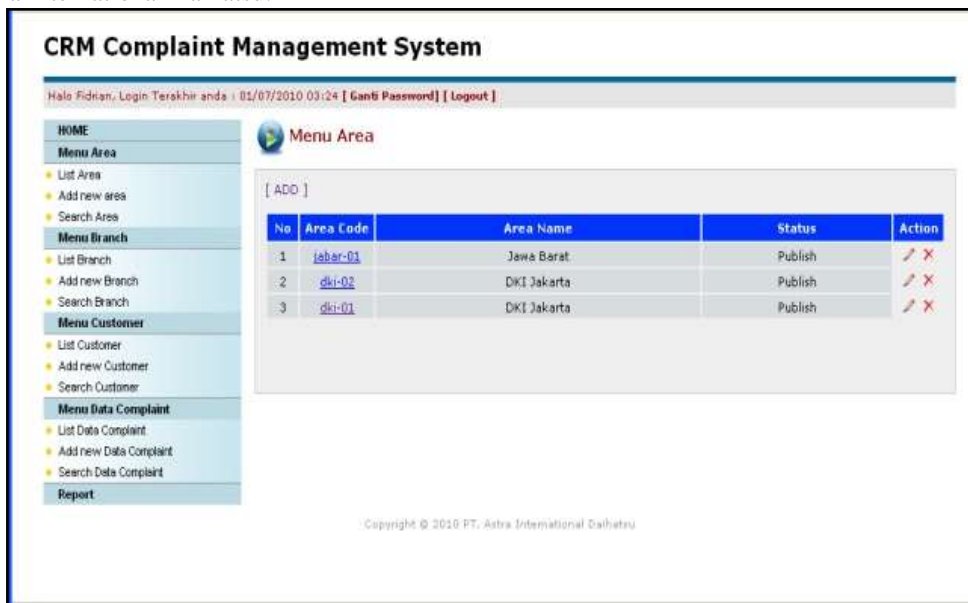 CRM Complaint Management System
Halo Fidrian, Login Terakhir anda : 01/07/2010 03:24 [ Ganti Password] [ Logout ]
HOME
Menu Area
List Area
Add new area
Search Area
Menu Branch
List Branch
Add new Branch
Search Branch
Menu Customer
List Customer
Add new Customer
Search Customer
Menu Data Complaint
List Data Complaint
Add new Data Complaint
Search Data Complaint
Report
Menu Area
[ ADD ]
No Area Code Area Name Status Action
1 jabar-01 Jawa Barat Publish
2 dki-02 DKI Jakarta Publish
3 dki-01 DKI Jakarta Publish
Copyright @ 2010 PT. Astra International Daihatsu